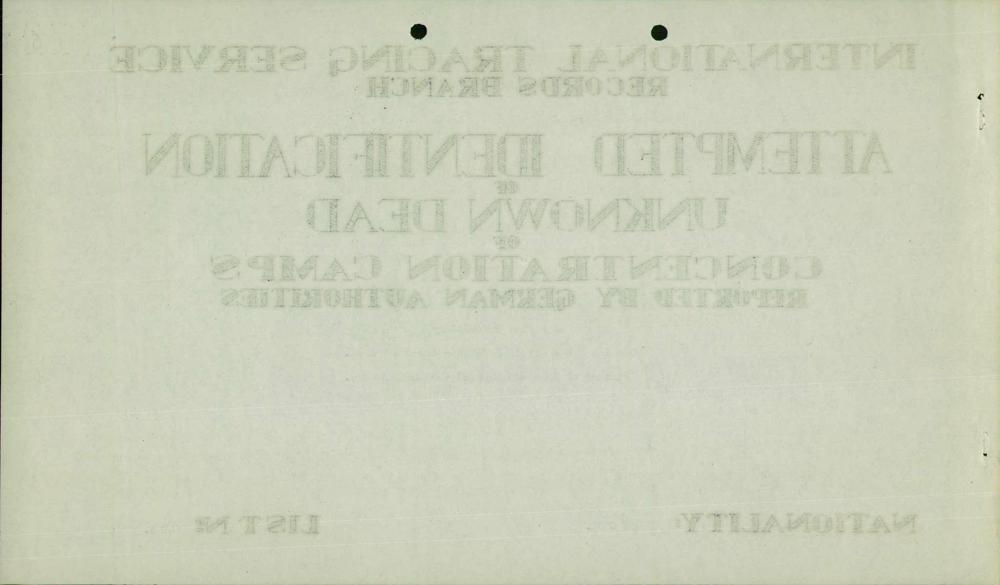 INTERNATIONAL TRACING SERVICE
RECORDS BRANCH
ATTEMPTED IDENTIFICATION
OF
UNKNOWN DEAD
OF
CONCENTRATION CAMPS
REPORTED BY GERMAN AUTHORITIES
NATIONALITY: LIST Nº